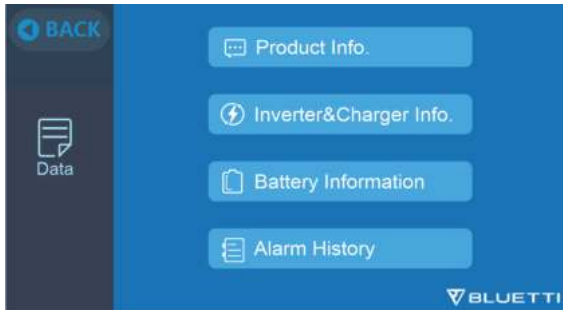 BACK
Data
Product Info.
Inverter&Charger Info.
Battery Information
Alarm History
BLUETTI